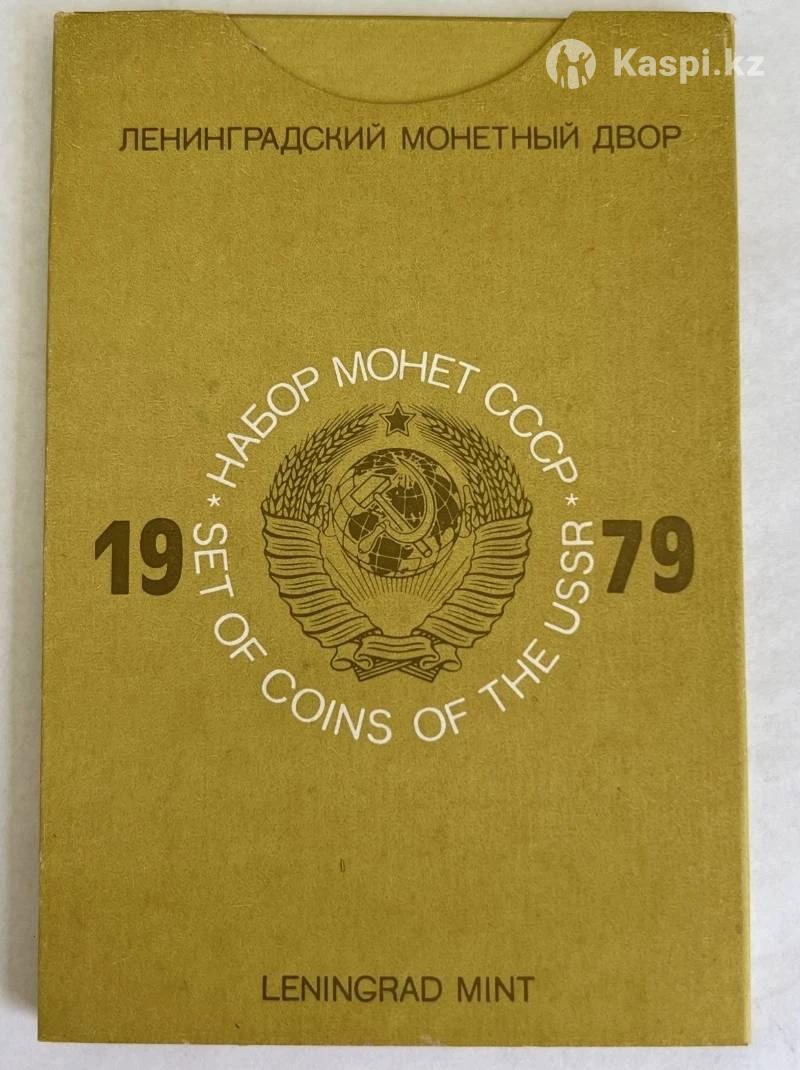 Kaspi.kz
ЛЕНИНГРАДСКИЙ МОНЕТНЫЙ ДВОР
* НАБОР МОНЕТ СССР *
19 79
SET OF COINS OF THE USSR
LENINGRAD MINT